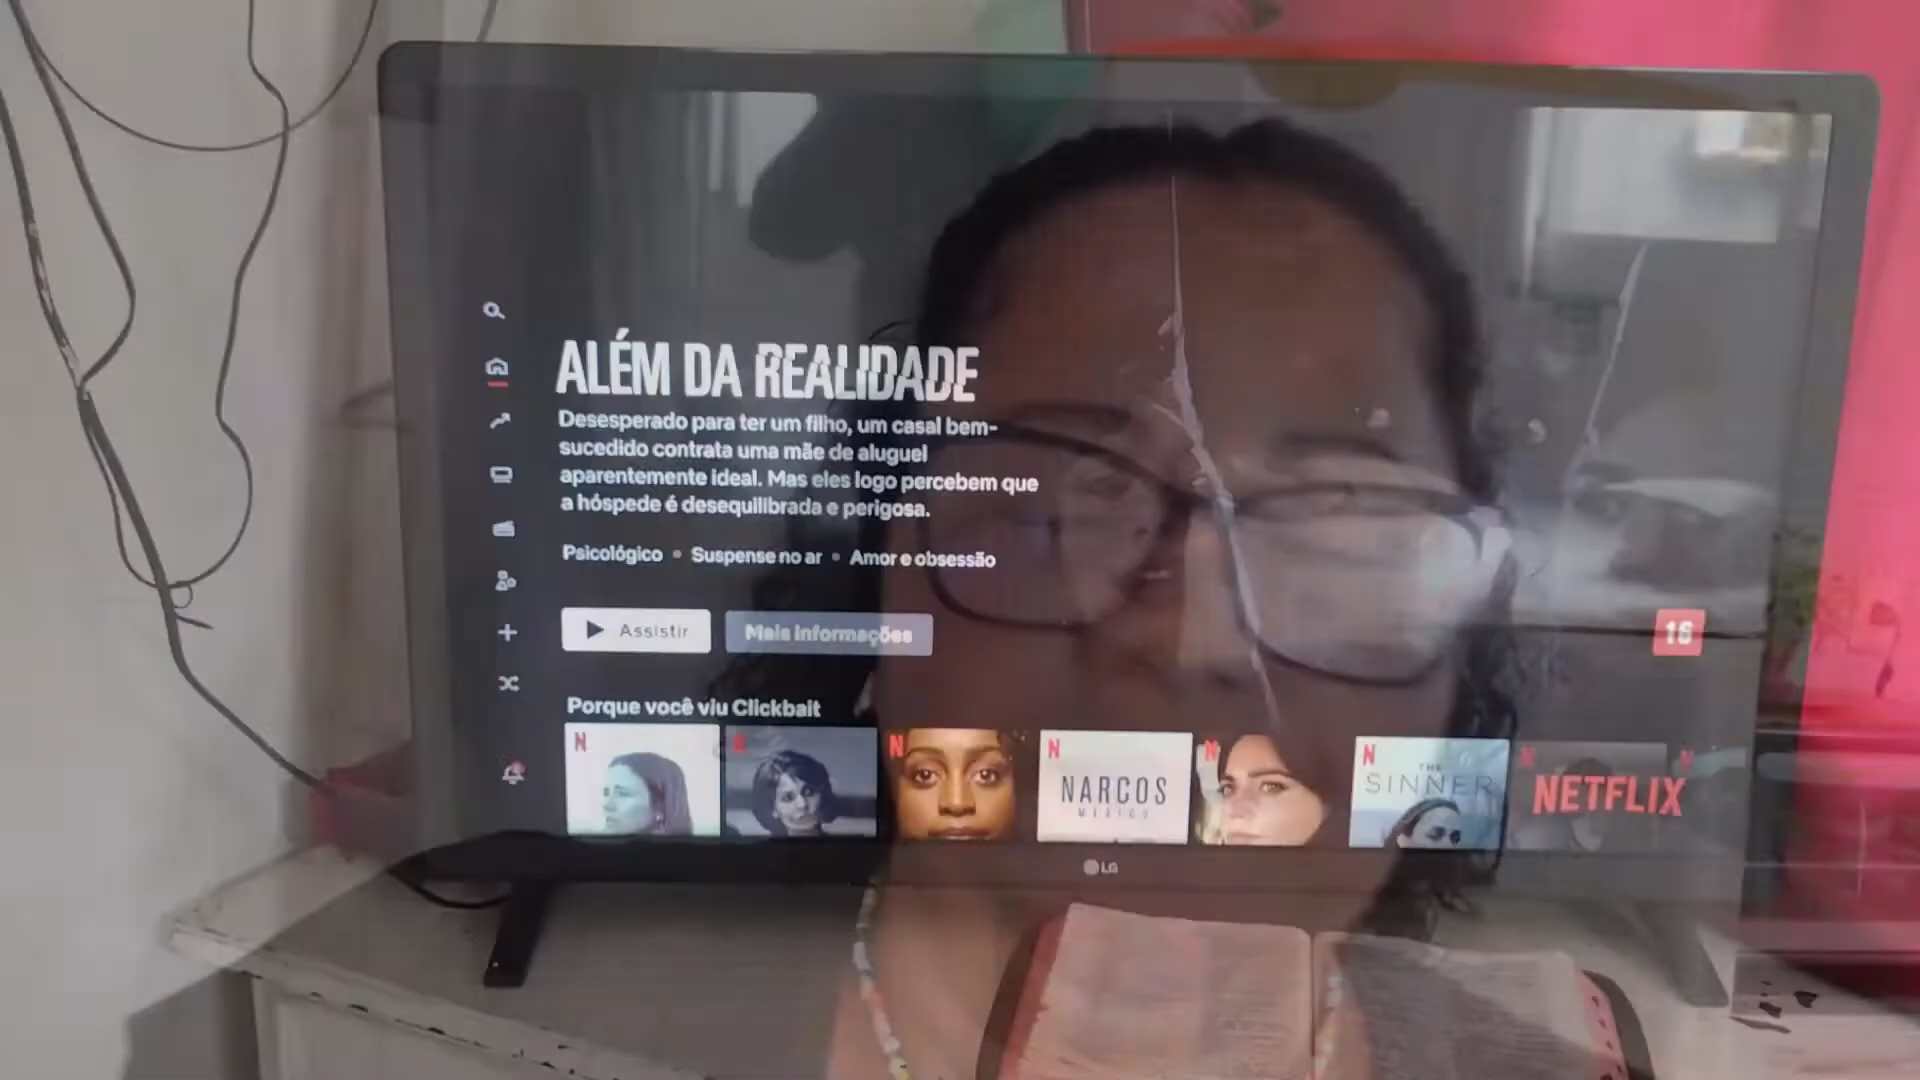 ALÉM DA REALIDADE
Desesperado para ter um filho, um casal bem-
sucedido contrata uma mãe de aluguel
aparentemente ideal. Mas eles logo percebem que
a hóspede é desequilibrada e perigosa.
Psicológico • Suspense no ar • Amor e obsessão
Assistir
Mais informações
16
Porque você viu Clickbait
N
N
N
N
NARCOS
MEXICO
N
N
THE
SINNER
N
NETFLIX
N
LG